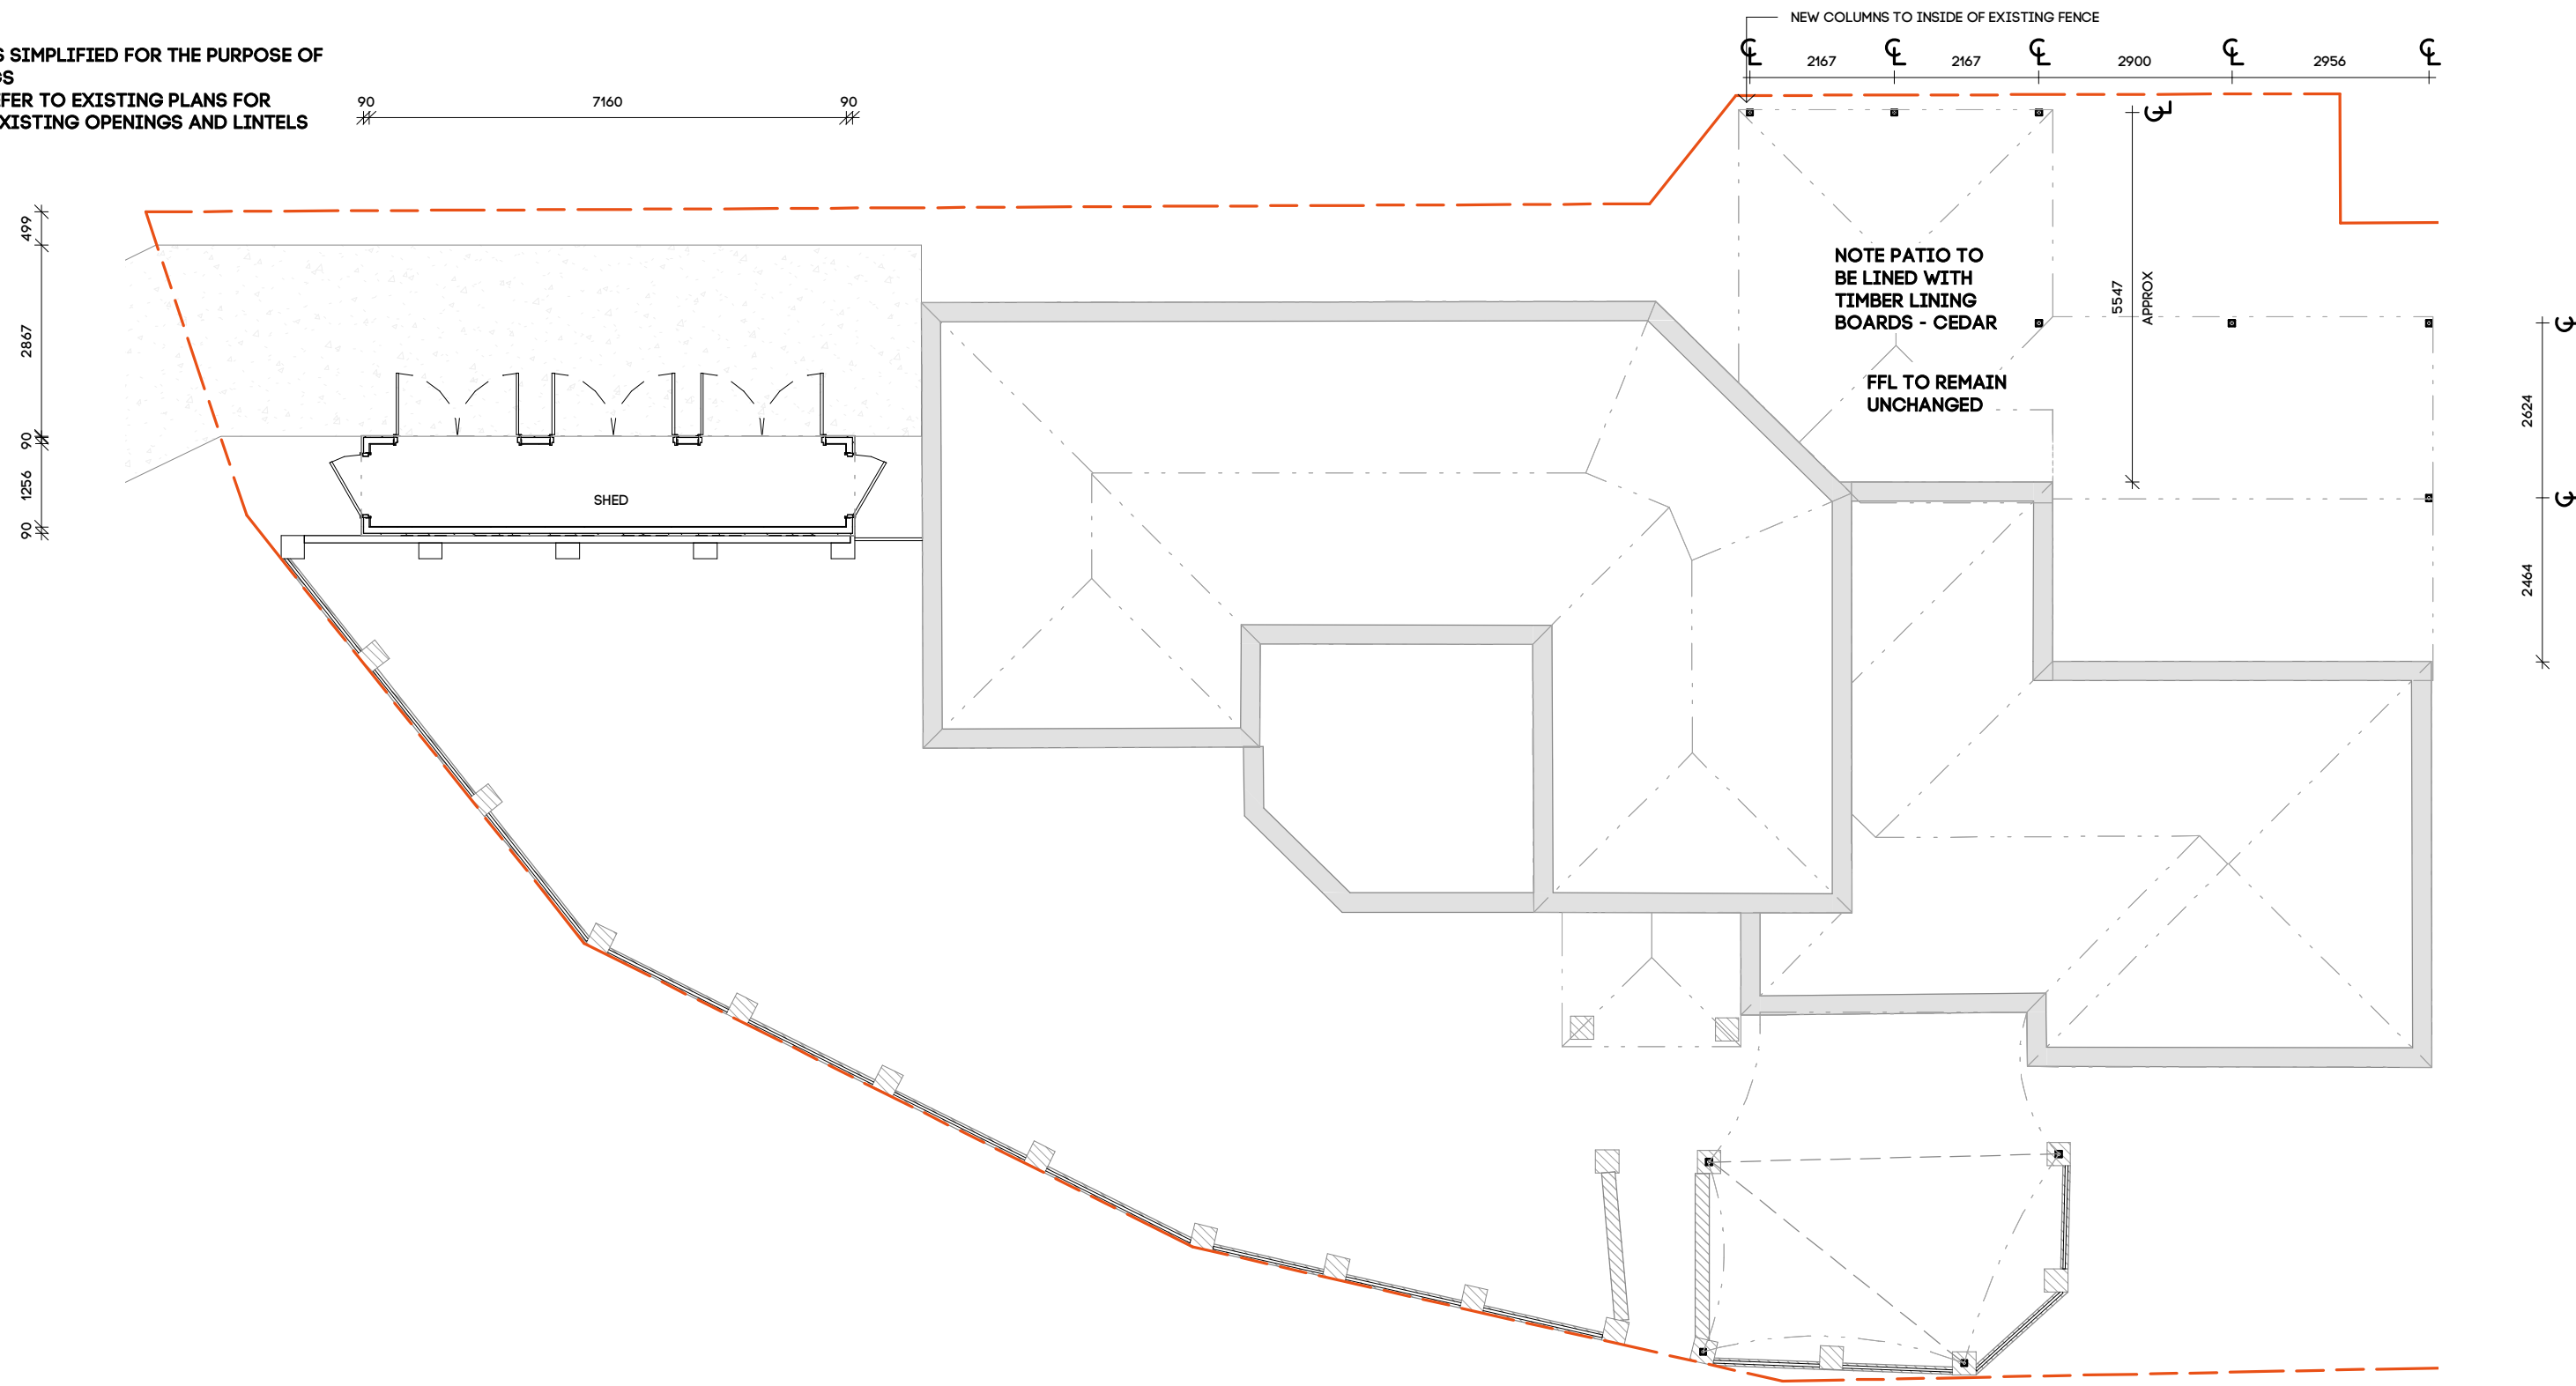 NEW COLUMNS TO INSIDE OF EXISTING FENCE
S SIMPLIFIED FOR THE PURPOSE OF
GS
EFER TO EXISTING PLANS FOR
XISTING OPENINGS AND LINTELS
2167
2167
2900
2956
90
7160
90
499
2867
90
1256
90
SHED
NOTE PATIO TO
BE LINED WITH
TIMBER LINING
BOARDS - CEDAR
FFL TO REMAIN
UNCHANGED
5547
APPROX
2624
2464